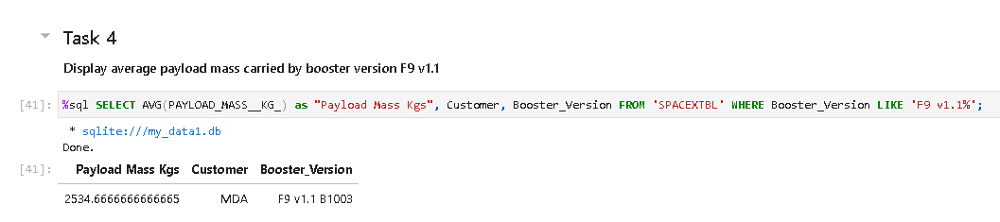 Task 4
Display average payload mass carried by booster version F9 v1.1
[41]: %sql SELECT AVG(PAYLOAD_MASS__KG_) as "Payload Mass Kgs", Customer, Booster_Version FROM 'SPACEXTBL' WHERE Booster_Version LIKE 'F9 v1.1%';
* sqlite:///my_data1.db
Done.
[41]: Payload Mass Kgs Customer Booster_Version
2534.6666666666665 MDA F9 v1.1 B1003